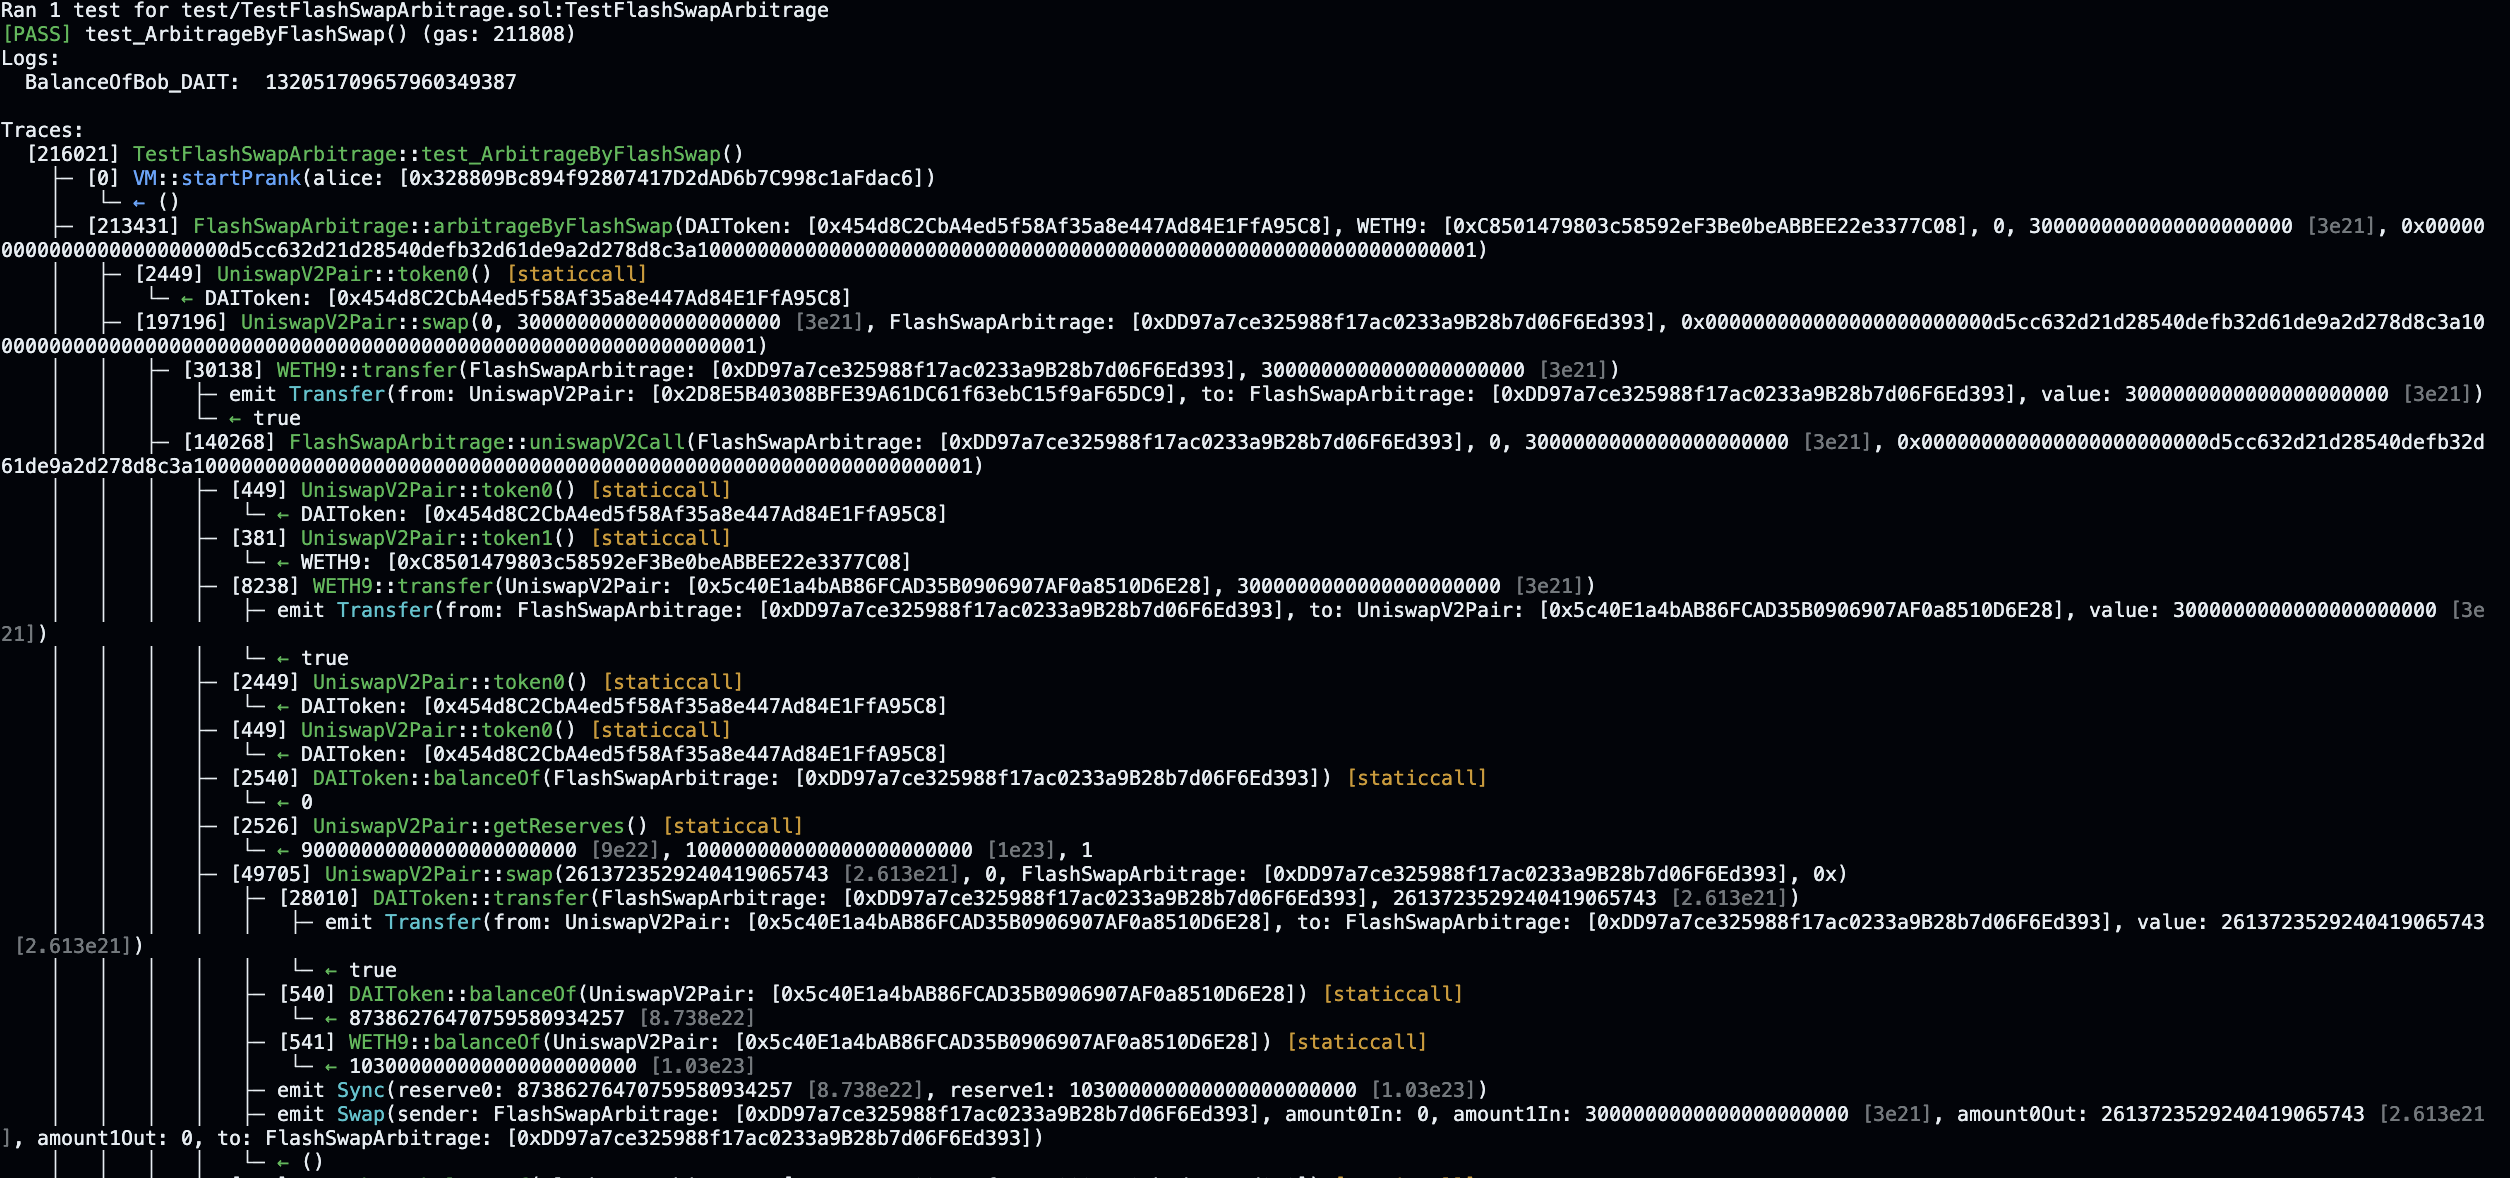 Ran 1 test for test/TestFlashSwapArbitrage.sol:TestFlashSwapArbitrage
[PASS] test_ArbitrageByFlashSwap() (gas: 211808)
Logs:
  BalanceOfBob_DAIT:  132051709657960349387

Traces:
  [216021] TestFlashSwapArbitrage::test_ArbitrageByFlashSwap()
    ├─ [0] VM::startPrank(alice: [0x328809Bc894f92807417D2dAD6b7C998c1aFdac6])
    │   └─ ← ()
    ├─ [213431] FlashSwapArbitrage::arbitrageByFlashSwap(DAIToken: [0x454d8C2CbA4ed5f58Af35a8e447Ad84E1FfA95C8], WETH9: [0xC8501479803c58592eF3Be0beABBEE22e3377C08], 0, 3000000000000000000000 [3e21], 0x00000
0000000000000000000d5cc632d21d28540defb32d61de9a2d278d8c3a10000000000000000000000000000000000000000000000000000000000000001)
    │   ├─ [2449] UniswapV2Pair::token0() [staticcall]
    │   │   └─ ← DAIToken: [0x454d8C2CbA4ed5f58Af35a8e447Ad84E1FfA95C8]
    │   ├─ [197196] UniswapV2Pair::swap(0, 3000000000000000000000 [3e21], FlashSwapArbitrage: [0xDD97a7ce325988f17ac0233a9B28b7d06F6Ed393], 0x000000000000000000000000d5cc632d21d28540defb32d61de9a2d278d8c3a10
000000000000000000000000000000000000000000000000000000000000001)
    │   │   ├─ [30138] WETH9::transfer(FlashSwapArbitrage: [0xDD97a7ce325988f17ac0233a9B28b7d06F6Ed393], 3000000000000000000000 [3e21])
    │   │   │   ├─ emit Transfer(from: UniswapV2Pair: [0x2D8E5B40308BFE39A61DC61f63ebC15f9aF65DC9], to: FlashSwapArbitrage: [0xDD97a7ce325988f17ac0233a9B28b7d06F6Ed393], value: 3000000000000000000000 [3e21])
    │   │   │   └─ ← true
    │   │   ├─ [140268] FlashSwapArbitrage::uniswapV2Call(FlashSwapArbitrage: [0xDD97a7ce325988f17ac0233a9B28b7d06F6Ed393], 0, 3000000000000000000000 [3e21], 0x000000000000000000000000d5cc632d21d28540defb32d
61de9a2d278d8c3a10000000000000000000000000000000000000000000000000000000000000001)
    │   │   │   ├─ [449] UniswapV2Pair::token0() [staticcall]
    │   │   │   │   └─ ← DAIToken: [0x454d8C2CbA4ed5f58Af35a8e447Ad84E1FfA95C8]
    │   │   │   ├─ [381] UniswapV2Pair::token1() [staticcall]
    │   │   │   │   └─ ← WETH9: [0xC8501479803c58592eF3Be0beABBEE22e3377C08]
    │   │   │   ├─ [8238] WETH9::transfer(UniswapV2Pair: [0x5c40E1a4bAB86FCAD35B0906907AF0a8510D6E28], 3000000000000000000000 [3e21])
    │   │   │   │   ├─ emit Transfer(from: FlashSwapArbitrage: [0xDD97a7ce325988f17ac0233a9B28b7d06F6Ed393], to: UniswapV2Pair: [0x5c40E1a4bAB86FCAD35B0906907AF0a8510D6E28], value: 3000000000000000000000 [3e
21])
    │   │   │   │   └─ ← true
    │   │   │   ├─ [2449] UniswapV2Pair::token0() [staticcall]
    │   │   │   │   └─ ← DAIToken: [0x454d8C2CbA4ed5f58Af35a8e447Ad84E1FfA95C8]
    │   │   │   ├─ [449] UniswapV2Pair::token0() [staticcall]
    │   │   │   │   └─ ← DAIToken: [0x454d8C2CbA4ed5f58Af35a8e447Ad84E1FfA95C8]
    │   │   │   ├─ [2540] DAIToken::balanceOf(FlashSwapArbitrage: [0xDD97a7ce325988f17ac0233a9B28b7d06F6Ed393]) [staticcall]
    │   │   │   │   └─ ← 0
    │   │   │   ├─ [2526] UniswapV2Pair::getReserves() [staticcall]
    │   │   │   │   └─ ← 90000000000000000000000 [9e22], 100000000000000000000000 [1e23], 1
    │   │   │   ├─ [49705] UniswapV2Pair::swap(2613723529240419065743 [2.613e21], 0, FlashSwapArbitrage: [0xDD97a7ce325988f17ac0233a9B28b7d06F6Ed393], 0x)
    │   │   │   │   ├─ [28010] DAIToken::transfer(FlashSwapArbitrage: [0xDD97a7ce325988f17ac0233a9B28b7d06F6Ed393], 2613723529240419065743 [2.613e21])
    │   │   │   │   │   ├─ emit Transfer(from: UniswapV2Pair: [0x5c40E1a4bAB86FCAD35B0906907AF0a8510D6E28], to: FlashSwapArbitrage: [0xDD97a7ce325988f17ac0233a9B28b7d06F6Ed393], value: 2613723529240419065743
 [2.613e21])
    │   │   │   │   │   └─ ← true
    │   │   │   │   ├─ [540] DAIToken::balanceOf(UniswapV2Pair: [0x5c40E1a4bAB86FCAD35B0906907AF0a8510D6E28]) [staticcall]
    │   │   │   │   │   └─ ← 87386276470759580934257 [8.738e22]
    │   │   │   │   ├─ [541] WETH9::balanceOf(UniswapV2Pair: [0x5c40E1a4bAB86FCAD35B0906907AF0a8510D6E28]) [staticcall]
    │   │   │   │   │   └─ ← 103000000000000000000000 [1.03e23]
    │   │   │   │   ├─ emit Sync(reserve0: 87386276470759580934257 [8.738e22], reserve1: 103000000000000000000000 [1.03e23])
    │   │   │   │   ├─ emit Swap(sender: FlashSwapArbitrage: [0xDD97a7ce325988f17ac0233a9B28b7d06F6Ed393], amount0In: 0, amount1In: 3000000000000000000000 [3e21], amount0Out: 2613723529240419065743 [2.613e21
], amount1Out: 0, to: FlashSwapArbitrage: [0xDD97a7ce325988f17ac0233a9B28b7d06F6Ed393])
    │   │   │   │   └─ ← ()